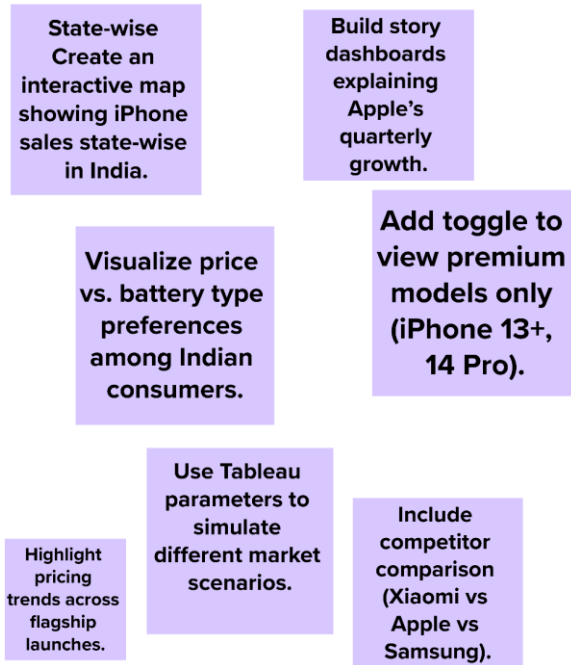 State-wise
Create an
interactive map
showing iPhone
sales state-wise
in India.
Build story
dashboards
explaining
Apple's
quarterly
growth.
Visualize price
vs. battery type
preferences
among Indian
consumers.
Add toggle to
view premium
models only
(iPhone 13+,
14 Pro).
Highlight
pricing
trends across
flagship
launches.
Use Tableau
parameters to
simulate
different market
scenarios.
Include
competitor
comparison
(Xiaomi vs
Apple vs
Samsung).